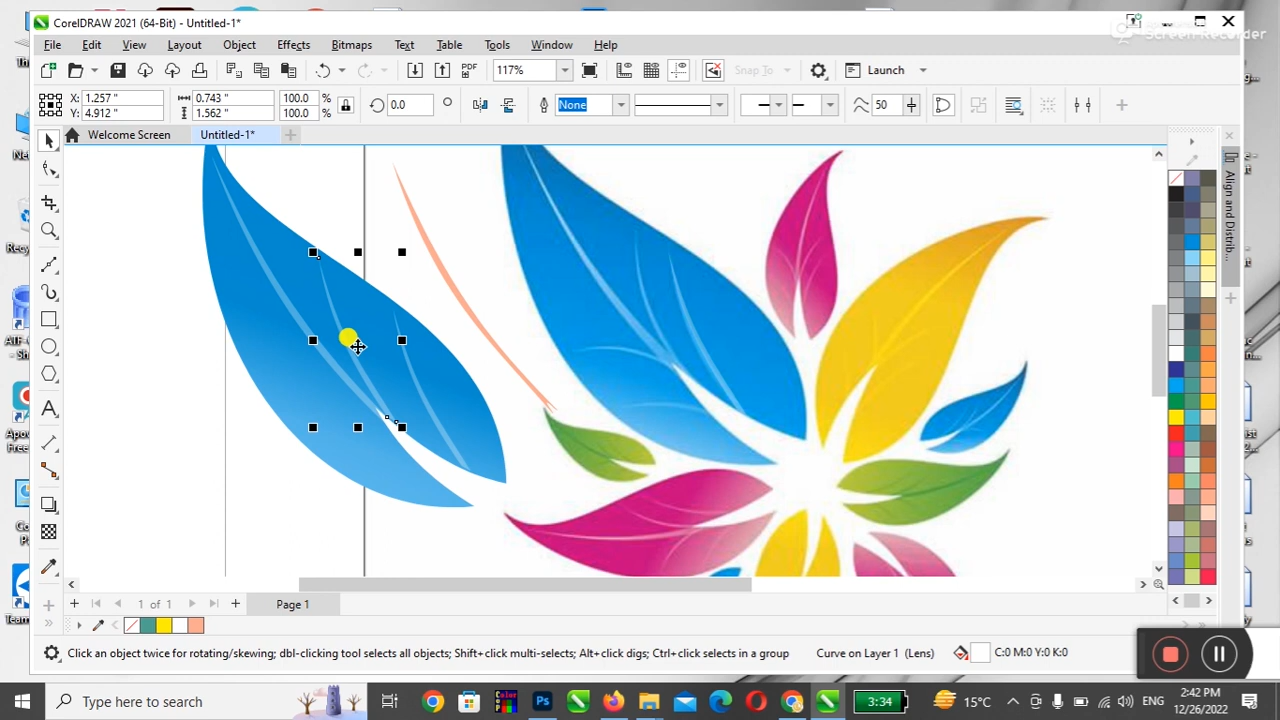 CorelDRAW 2021 (64-Bit) - Untitled-1*
Screen Recorder
File Edit View Layout Object Effects Bitmaps Text Table Tools Window Help
PDF 117% Snap To Launch
X: 1.257 " 0.743 " 100.0 % 0.0 None 50
Y: 4.912 " 1.562 " 100.0 %
Welcome Screen Untitled-1*
Align and Distrib...
1 of 1 Page 1
Click an object twice for rotating/skewing; dbl-clicking tool selects all objects; Shift+click multi-selects; Alt+click digs; Ctrl+click selects in a group Curve on Layer 1 (Lens) C:0 M:0 Y:0 K:0
Type here to search 3:34 15°C ENG 2:42 PM
12/26/2022